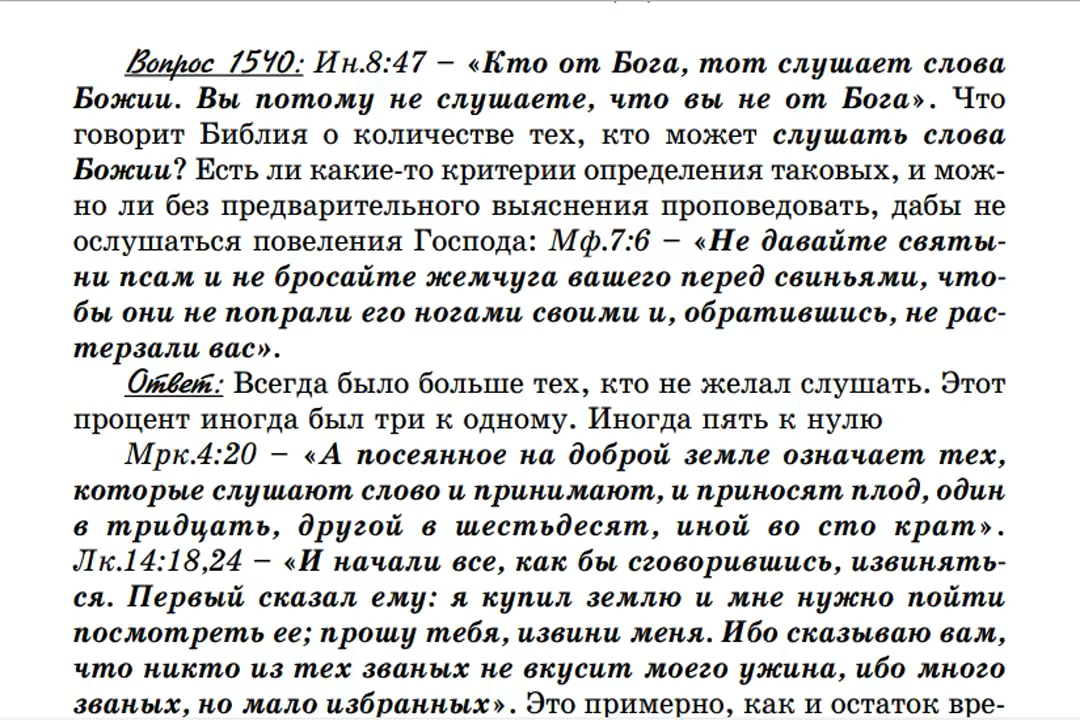 Вопрос 1540: Ин.8:47 – «Кто от Бога, тот слушает слова
Божии. Вы потому не слушаете, что вы не от Бога». Что
говорит Библия о количестве тех, кто может слушать слова
Божии? Есть ли какие-то критерии определения таковых, и мож-
но ли без предварительного выяснения проповедовать, дабы не
ослушаться повеления Господа: Мф.7:6 – «Не давайте святы-
ни псам и не бросайте жемчуга вашего перед свиньями, что-
бы они не попрали его ногами своими и, обратившись, не рас-
терзали вас».
Ответ: Всегда было больше тех, кто не желал слушать. Этот
процент иногда был три к одному. Иногда пять к нулю
Мрк.4:20 – «А посеянное на доброй земле означает тех,
которые слушают слово и принимают, и приносят плод, один
в тридцать, другой в шестьдесят, иной во сто крат».
Лк.14:18,24 – «И начали все, как бы сговорившись, извинять-
ся. Первый сказал ему: я купил землю и мне нужно пойти
посмотреть ее; прошу тебя, извини меня. Ибо сказываю вам,
что никто из тех званых не вкусит моего ужина, ибо много
званых, но мало избранных». Это примерно, как и остаток вре-